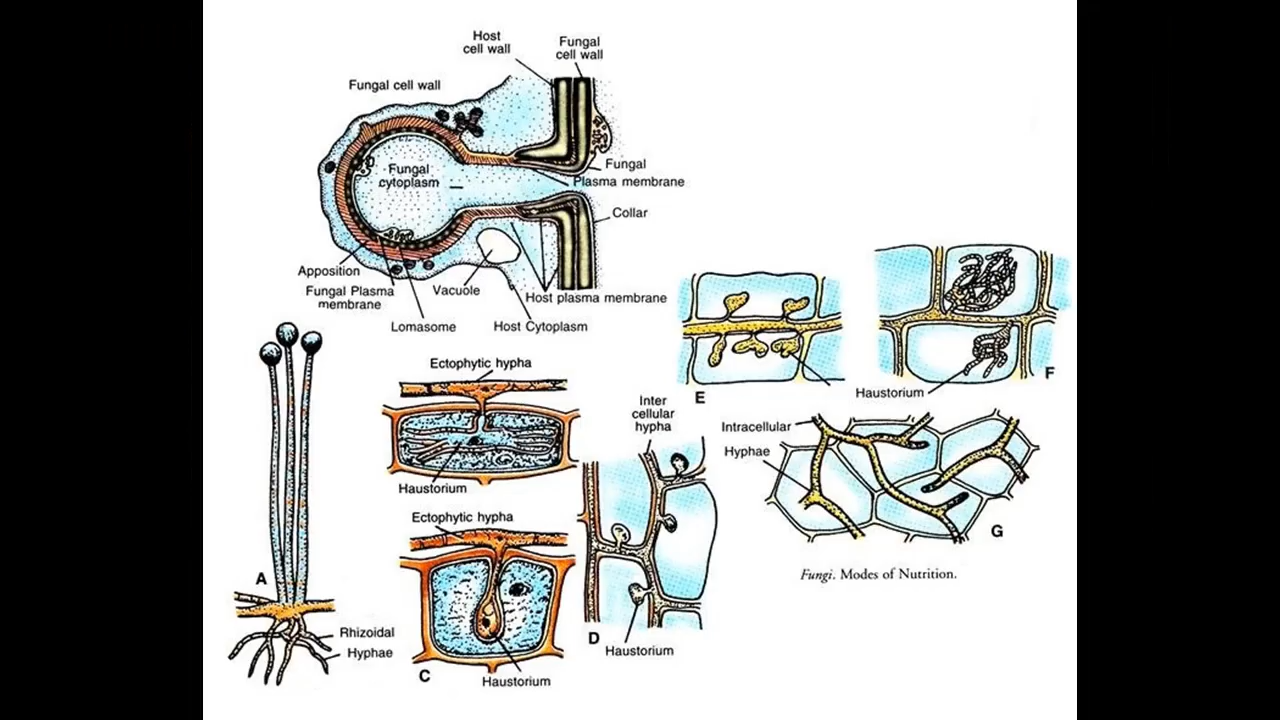 Host
cell wall
Fungal
cell wall
Fungal cell wall
Fungal
cytoplasm
Fungal
Plasma membrane
Collar
Apposition
Fungal Plasma
membrane
Vacuole
Host plasma membrane
Lomasome
Host Cytoplasm
Ectophytic hypha
Haustorium
Ectophytic hypha
Haustorium
C
A
Rhizoidal
Hyphae
Inter
cellular
hypha
D
Haustorium
E
Haustorium
F
Intracellular
Hyphae
G
Fungi. Modes of Nutrition.